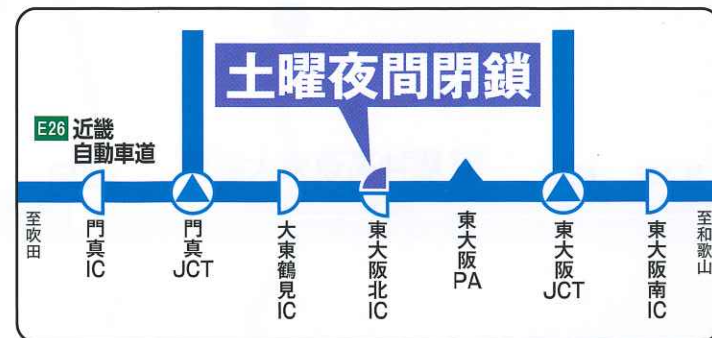 土曜夜間閉鎖
E26 近畿
自動車道
至吹田
門真IC
門真JCT
大東鶴見IC
東大阪北IC
東大阪PA
東大阪JCT
東大阪南IC
至和歌山